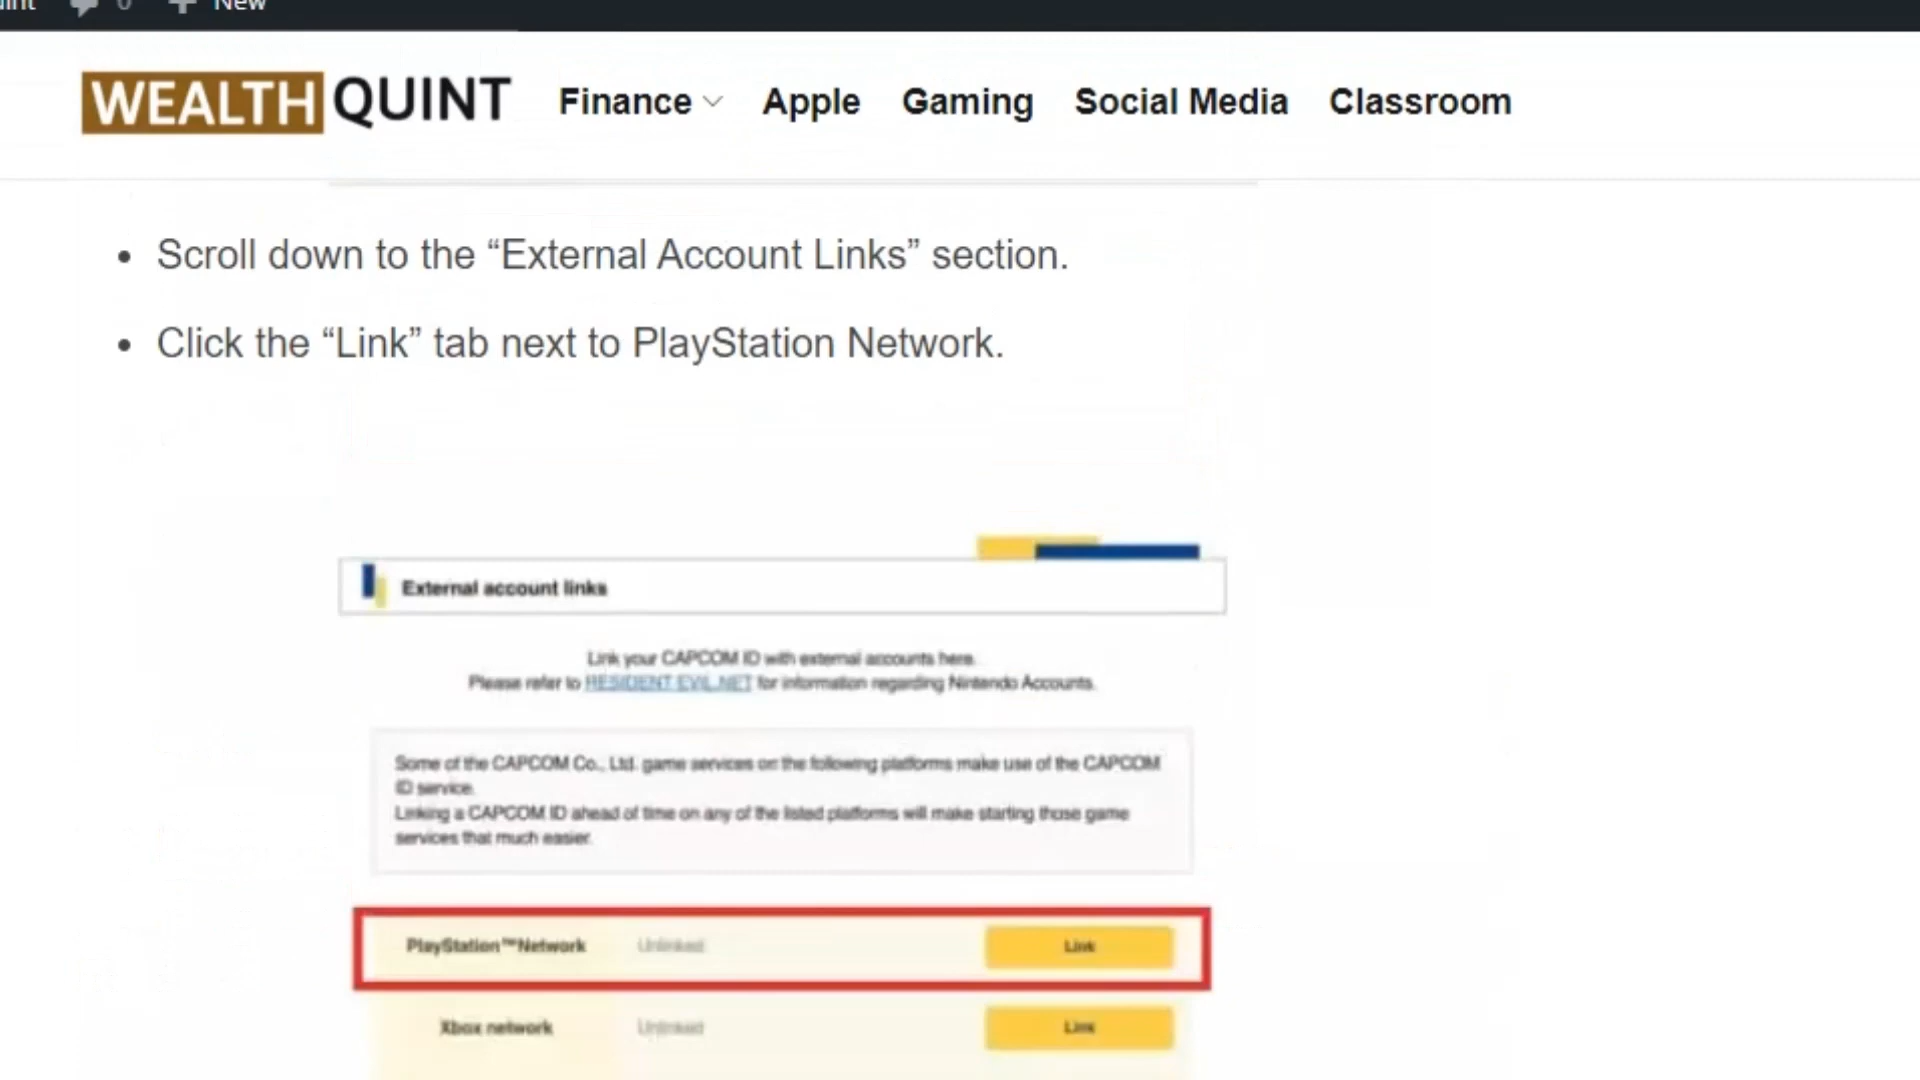 0 New
WEALTH QUINT Finance Apple Gaming Social Media Classroom
• Scroll down to the “External Account Links” section.
• Click the “Link” tab next to PlayStation Network.
External account links
Link your CAPCOM ID with external accounts here.
Please refer to RESIDENT EVIL.NET for information regarding Nintendo Accounts.
Some of the CAPCOM Co., Ltd. game services on the following platforms make use of the CAPCOM
ID service.
Linking a CAPCOM ID ahead of time on any of the listed platforms will make starting those game
services that much easier.
PlayStation™Network Unlinked Link
Xbox network Unlinked Link